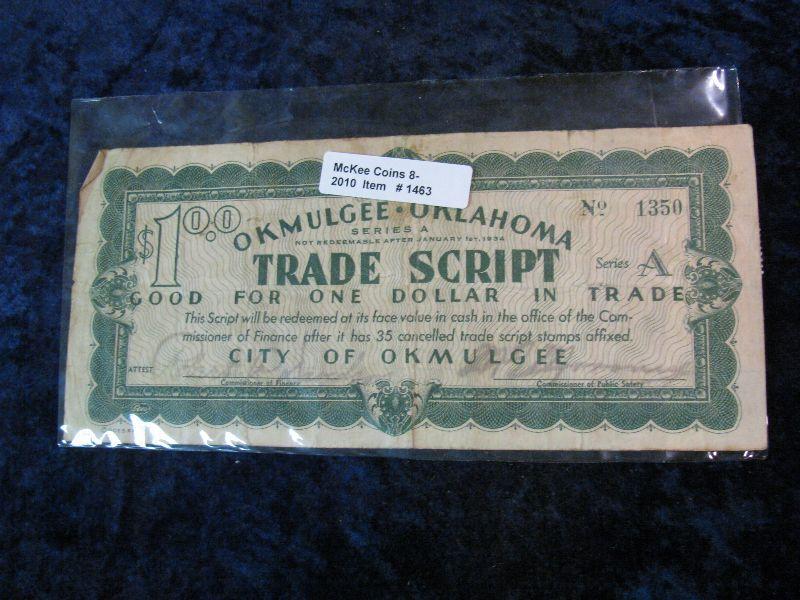 McKee Coins 8-
2010 Item # 1463
$1 00.0
OKMULGEE • OKLAHOMA
Nº 1350
SERIES A
NOT REDEEMABLE AFTER JANUARY 1ST, 1934
TRADE SCRIPT
Series A
GOOD FOR ONE DOLLAR IN TRADE
This Script will be redeemed at its face value in cash in the office of the Com-
missioner of Finance after it has 35 cancelled trade script stamps affixed.
CITY OF OKMULGEE
ATTEST
Commissioner of Finance
Commissioner of Public Safety